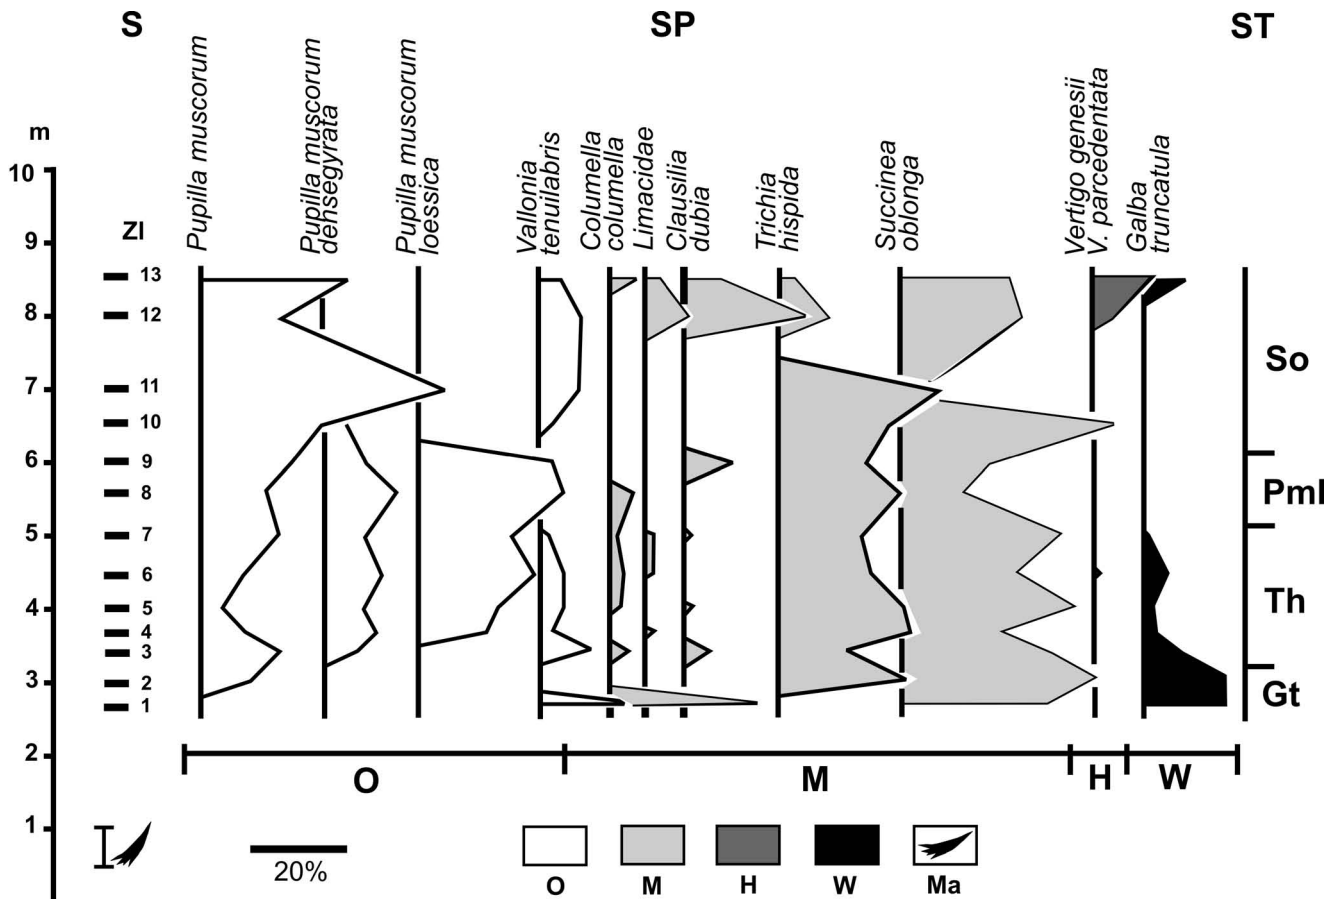 S SP ST
m
Pupilla muscorum
Pupilla muscorum
dehsegyrata
Pupilla muscorum
loessica
Vallonia
tenuilabris
Columella
columella
Limacidae
Clausilia
dubia
Trichia
hispida
Succinea
oblonga
Vertigo genesii
V. parcedentata
Galba
truncatula
10
9 Zl
13
8 12
So
7 11
10
6 9
Pml
8
5 7
6
4 5 Th
4
3
3 2
Gt
1
2
O M H W
1
20%
O M H W Ma